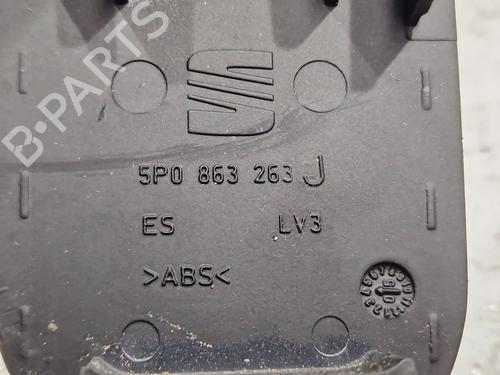 B-PARTS
5P0 863 263 J
ES LV3
>ABS<